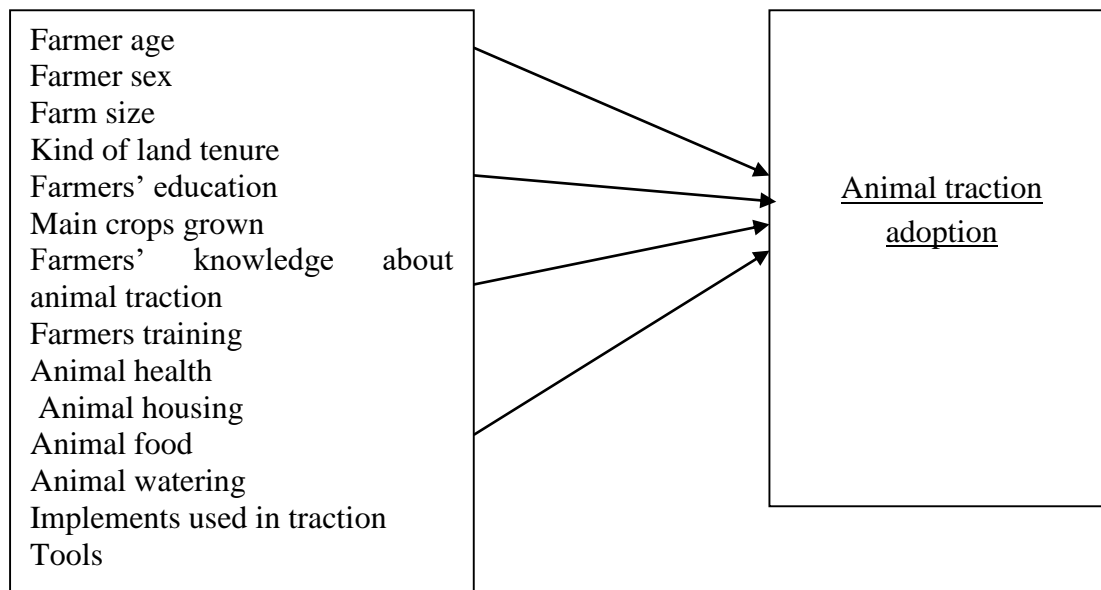 Farmer age
Farmer sex
Farm size
Kind of land tenure
Farmers’ education
Main crops grown
Farmers’ knowledge about
animal traction
Farmers training
Animal health
Animal housing
Animal food
Animal watering
Implements used in traction
Tools
Animal traction
adoption